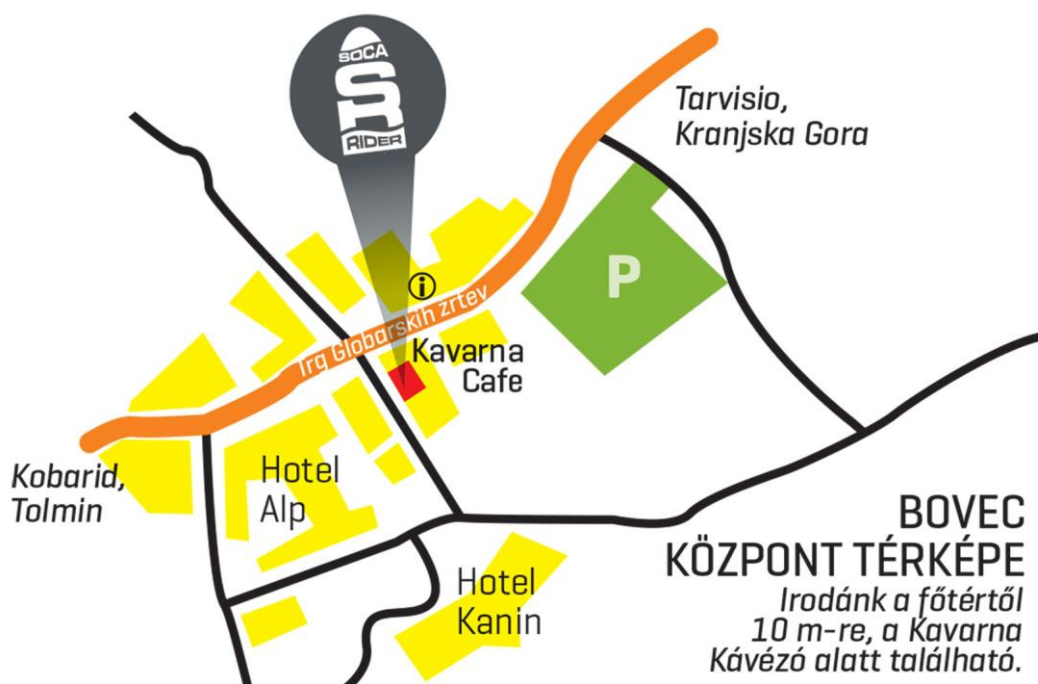 SOCA
SR
RIDER
Tarvisio,
Kranjska Gora
P
i
Trg Globarskih žrtev
Kavarna
Cafe
Kobarid,
Tolmin
Hotel
Alp
Hotel
Kanin
BOVEC
KÖZPONT TÉRKÉPE
Irodánk a főtértől
10 m-re, a Kavarna
Kávézó alatt található.